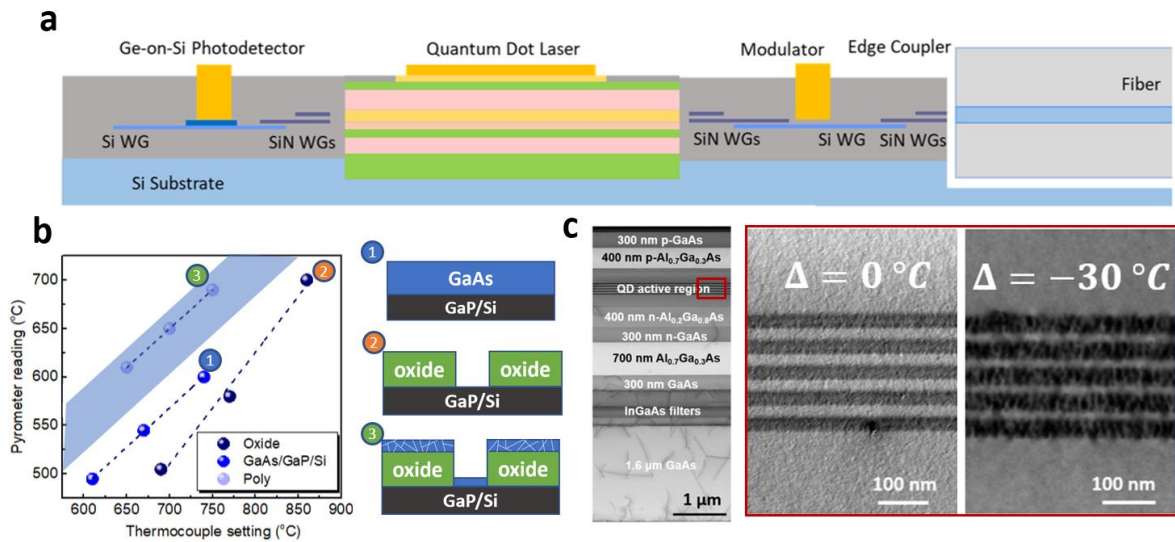 a
Ge-on-Si Photodetector
Quantum Dot Laser
Modulator
Edge Coupler
Fiber
Si WG
SiN WGs
SiN WGs
Si WG
SiN WGs
Si Substrate
b
Pyrometer reading (°C)
700
650
600
550
500
3
2
1
Oxide
GaAs/GaP/Si
Poly
600 650 700 750 800 850 900
Thermocouple setting (°C)
1
GaAs
GaP/Si
2
oxide oxide
GaP/Si
3
oxide oxide
GaP/Si
c
300 nm p-GaAs
400 nm p-Al0.7Ga0.3As
QD active region
400 nm n-Al0.2Ga0.8As
300 nm n-GaAs
700 nm Al0.7Ga0.3As
300 nm GaAs
InGaAs filters
1.6 μm GaAs
1 μm
Δ = 0 °C
100 nm
Δ = −30 °C
100 nm